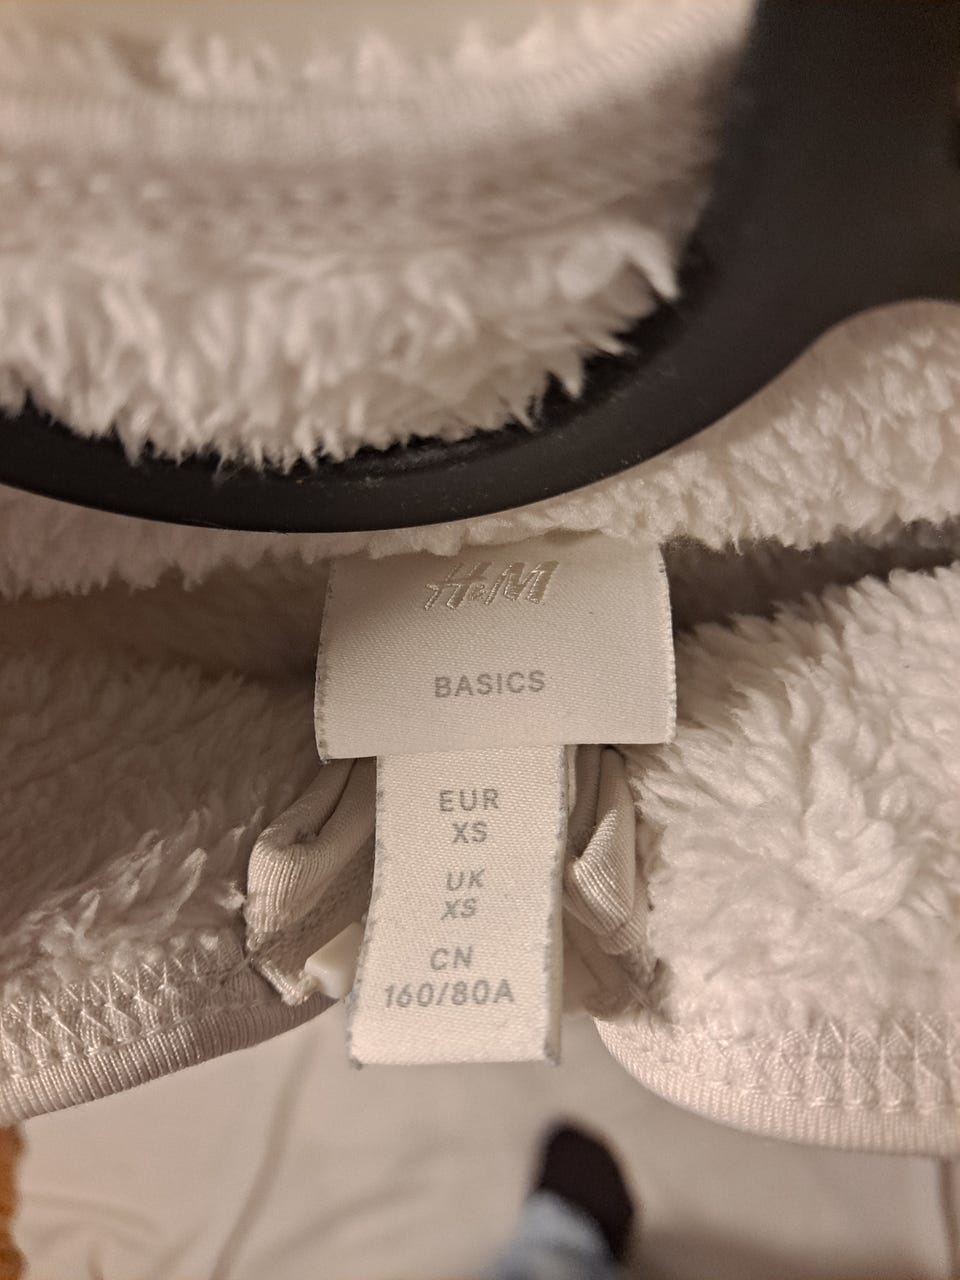 H&M
BASICS
EUR
XS
UK
XS
CN
160/80A